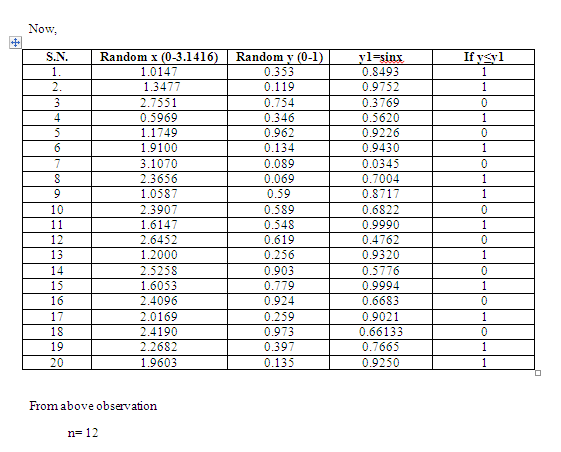 Now,
S.N. Random x (0-3.1416) Random y (0-1) y1=sinx If y≤y1
1. 1.0147 0.353 0.8493 1
2. 1.3477 0.119 0.9752 1
3 2.7551 0.754 0.3769 0
4 0.5969 0.346 0.5620 1
5 1.1749 0.962 0.9226 0
6 1.9100 0.134 0.9430 1
7 3.1070 0.089 0.0345 0
8 2.3656 0.069 0.7004 1
9 1.0587 0.59 0.8717 1
10 2.3907 0.589 0.6822 0
11 1.6147 0.548 0.9990 1
12 2.6452 0.619 0.4762 0
13 1.2000 0.256 0.9320 1
14 2.5258 0.903 0.5776 0
15 1.6053 0.779 0.9994 1
16 2.4096 0.924 0.6683 0
17 2.0169 0.259 0.9021 1
18 2.4190 0.973 0.66133 0
19 2.2682 0.397 0.7665 1
20 1.9603 0.135 0.9250 1
From above observation
n= 12